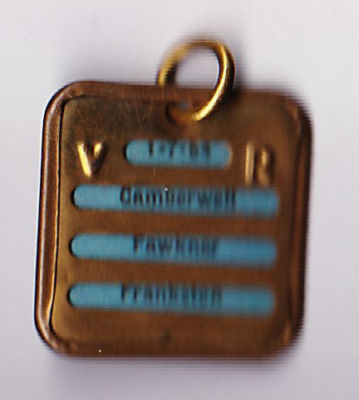 V R
Camberwell
Fawkner
Frankston